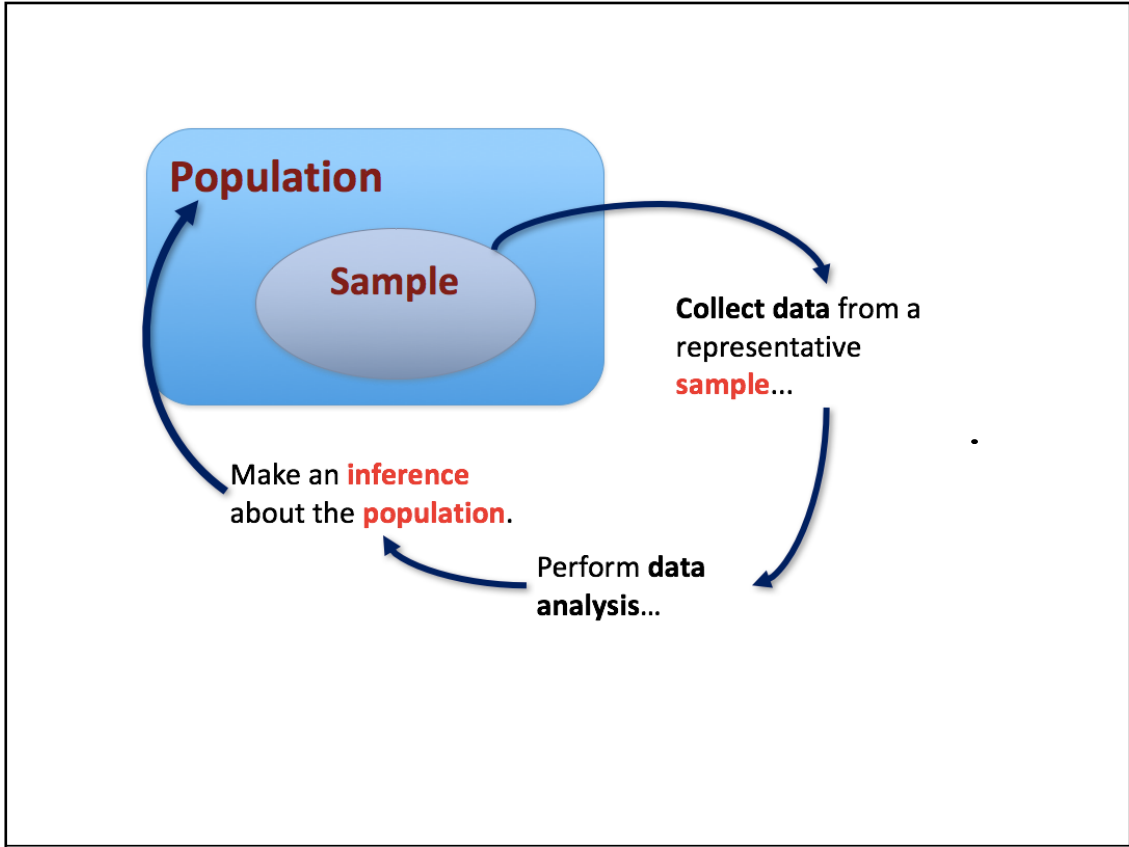 Population
Sample
Collect data from a
representative
sample...
Perform data
analysis...
Make an inference
about the population.